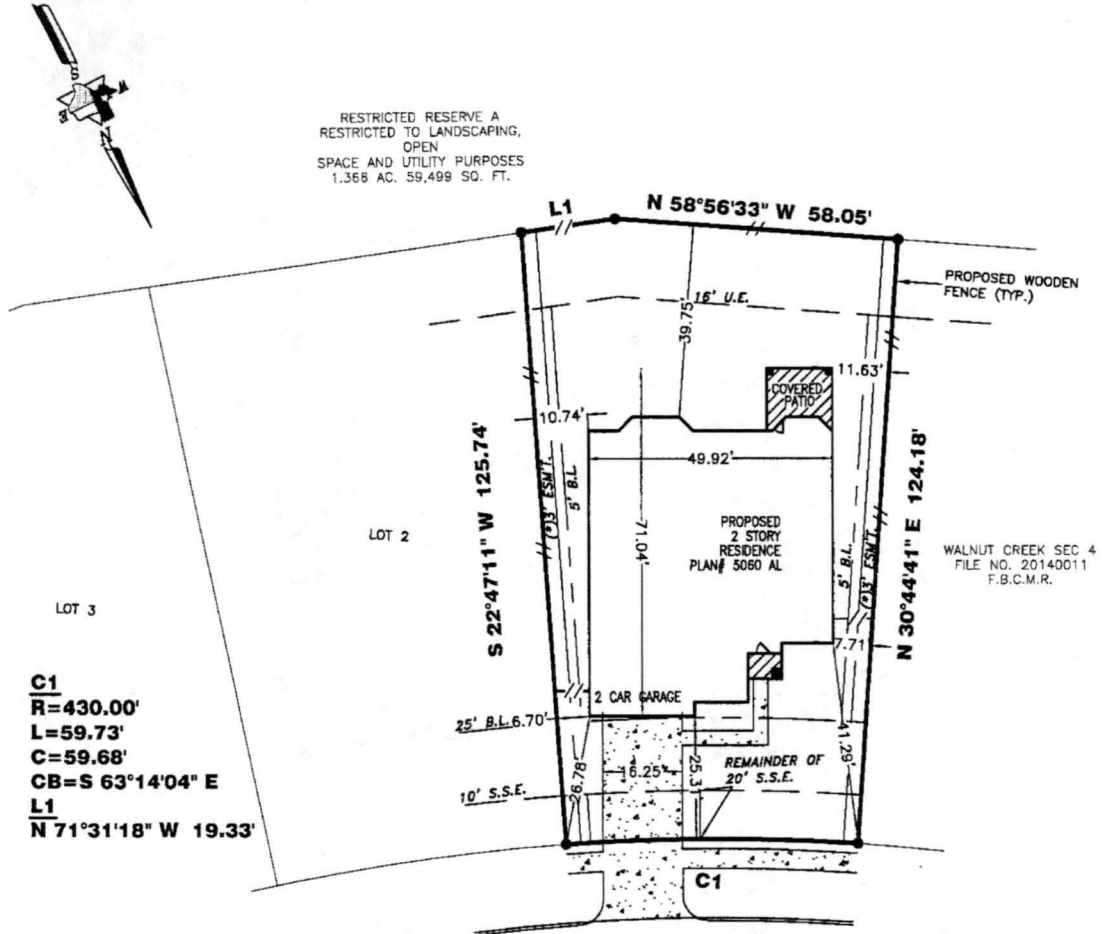 S
W
E
N
RESTRICTED RESERVE A
RESTRICTED TO LANDSCAPING,
OPEN
SPACE AND UTILITY PURPOSES
1.366 AC. 59,499 SQ. FT.
L1
N 58°56'33" W 58.05'
PROPOSED WOODEN
FENCE (TYP.)
16' U.E.
39.75'
11.63'
COVERED
PATIO
10.74'
49.92'
S 22°47'11" W 125.74'
(*)3' ESM'T.
5' B.L.
71.04'
PROPOSED
2 STORY
RESIDENCE
PLAN# 5060 AL
5' B.L.
(*)3' ESM'T.
N 30°44'41" E 124.18'
WALNUT CREEK SEC 4
FILE NO. 20140011
F.B.C.M.R.
LOT 2
LOT 3
7.71
2 CAR GARAGE
25' B.L.
6.70'
41.29'
REMAINDER OF
20' S.S.E.
16.25'
25.3
26.78'
10' S.S.E.
C1
C1
R=430.00'
L=59.73'
C=59.68'
CB=S 63°14'04" E
L1
N 71°31'18" W 19.33'